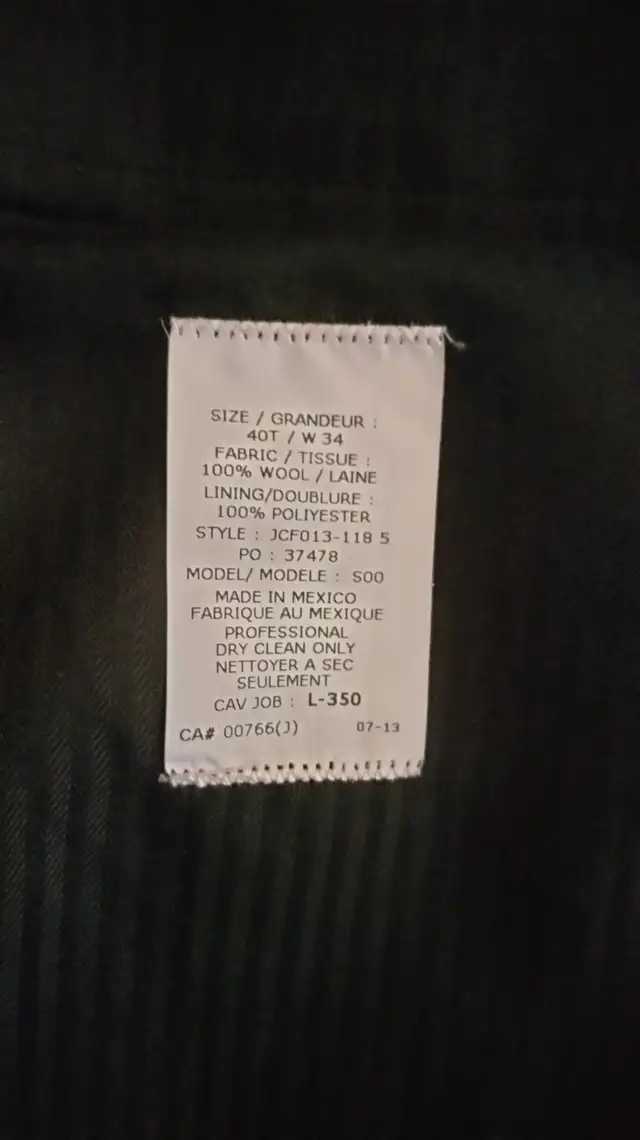 SIZE / GRANDEUR :
40T / W 34
FABRIC / TISSUE :
100% WOOL / LAINE
LINING/DOUBLURE :
100% POLIYESTER
STYLE : JCF013-118 5
PO : 37478
MODEL/ MODELE : S00
MADE IN MEXICO
FABRIQUE AU MEXIQUE
PROFESSIONAL
DRY CLEAN ONLY
NETTOYER A SEC
SEULEMENT
CAV JOB : L-350
CA# 00766(J) 07-13